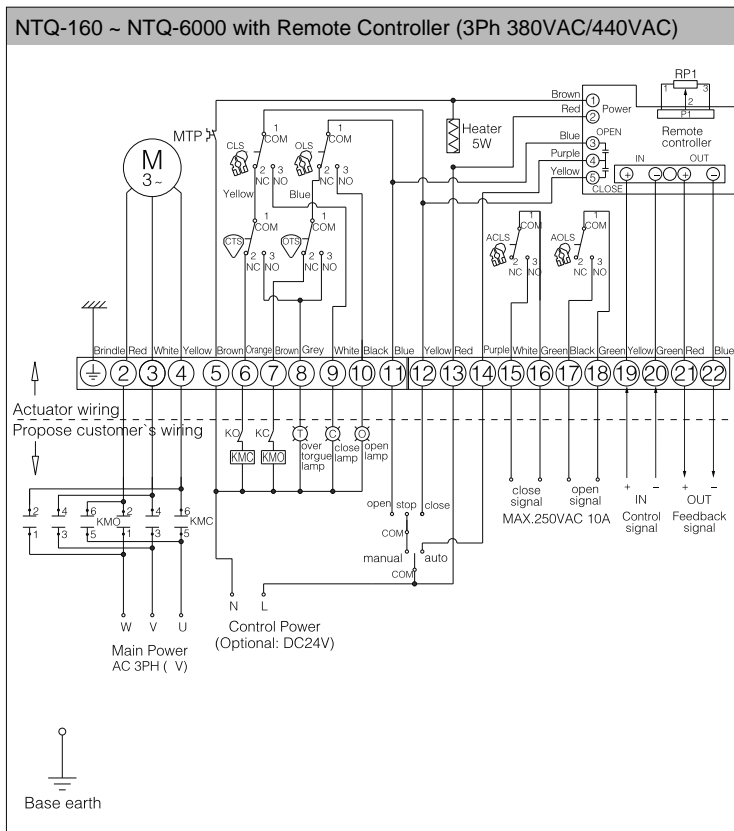 NTQ-160 ~ NTQ-6000 with Remote Controller (3Ph 380VAC/440VAC)
RP1
1 3
2
P1
Remote
controller
Brown 1
Red 2 Power
Blue 3 OPEN
Purple 4
Yellow 5
CLOSE
IN OUT
+ − + −
MTP
M
3~
Heater
5W
CLS 1 COM
OLS 1 COM
2 3
NC NO
2 3
NC NO
Yellow Blue
CTS 1 COM
OTS 1 COM
2 3
NC NO
2 3
NC NO
ACLS 1 COM
AOLS 1 COM
2 3
NC NO
2 3
NC NO
Brindle Red White Yellow Brown Orange Brown Grey White Black Blue Yellow Red Purple White Green Black Green Yellow Green Red Blue
2 3 4 5 6 7 8 9 10 11 12 13 14 15 16 17 18 19 20 21 22
Actuator wiring
Propose customer`s wiring
KO KC T C O
KMC KMO
over
torgue
lamp
close
lamp
open
lamp
open stop close
COM
manual auto
COM
close
signal
open
signal
MAX.250VAC 10A
+ −
IN
Control
signal
+ −
OUT
Feedback
signal
2 4 6 KMO 2 4 6 KMC
1 3 5 1 3 5
W V U
Main Power
AC 3PH ( V)
N L
Control Power
(Optional: DC24V)
Base earth